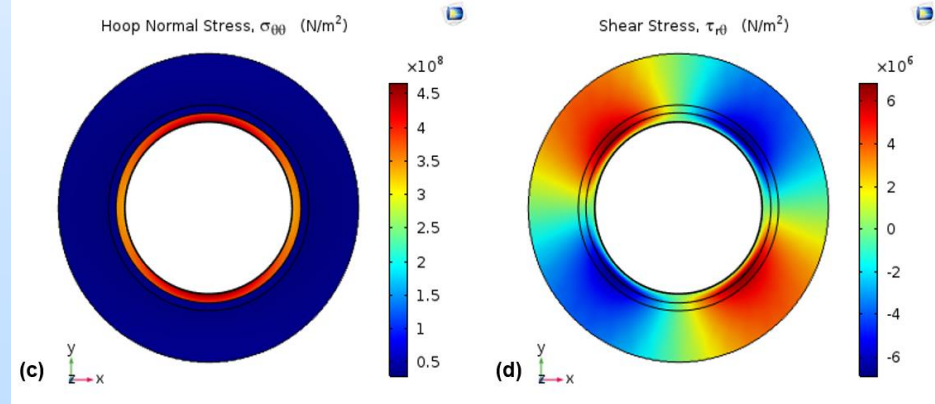 Hoop Normal Stress, σθθ (N/m²)
×10⁸
4.5
4
3.5
3
2.5
2
1.5
1
0.5
y
z x
(c)
Shear Stress, τrθ (N/m²)
×10⁶
6
4
2
0
-2
-4
-6
y
z x
(d)